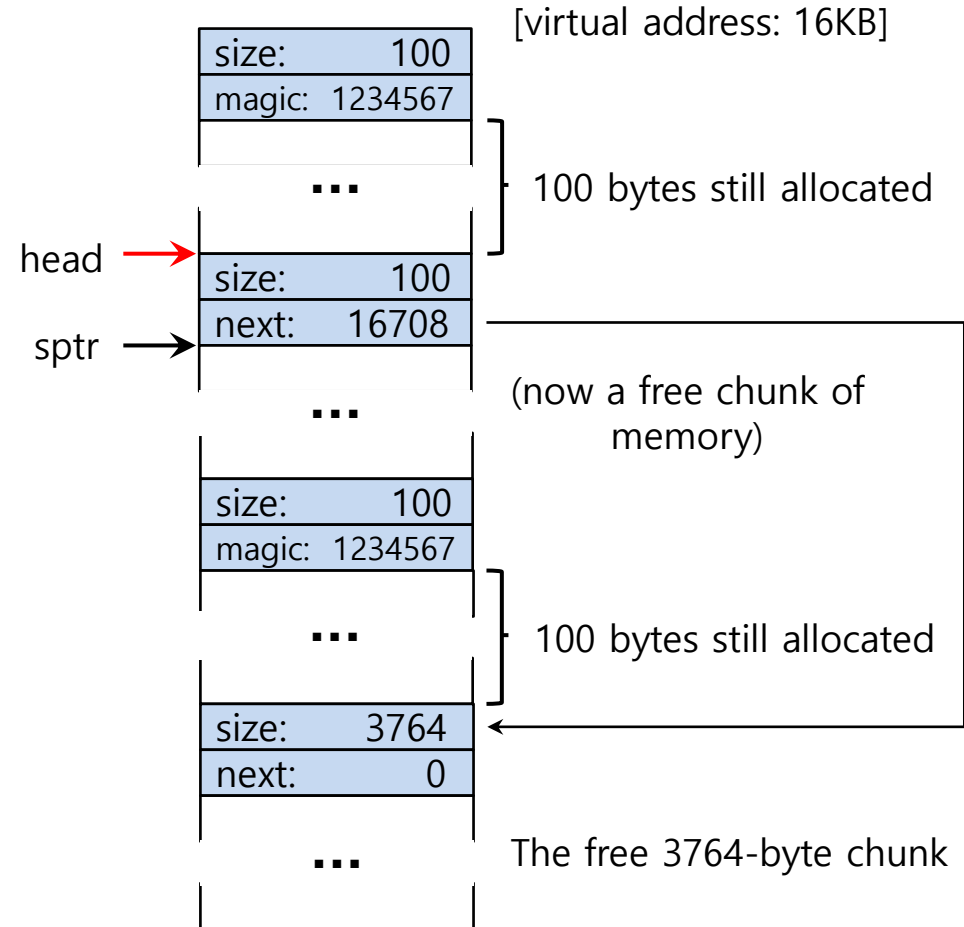 [virtual address: 16KB]
size: 100
magic: 1234567
...
100 bytes still allocated
head
size: 100
next: 16708
sptr
(now a free chunk of
memory)
...
size: 100
magic: 1234567
...
100 bytes still allocated
size: 3764
next: 0
...
The free 3764-byte chunk